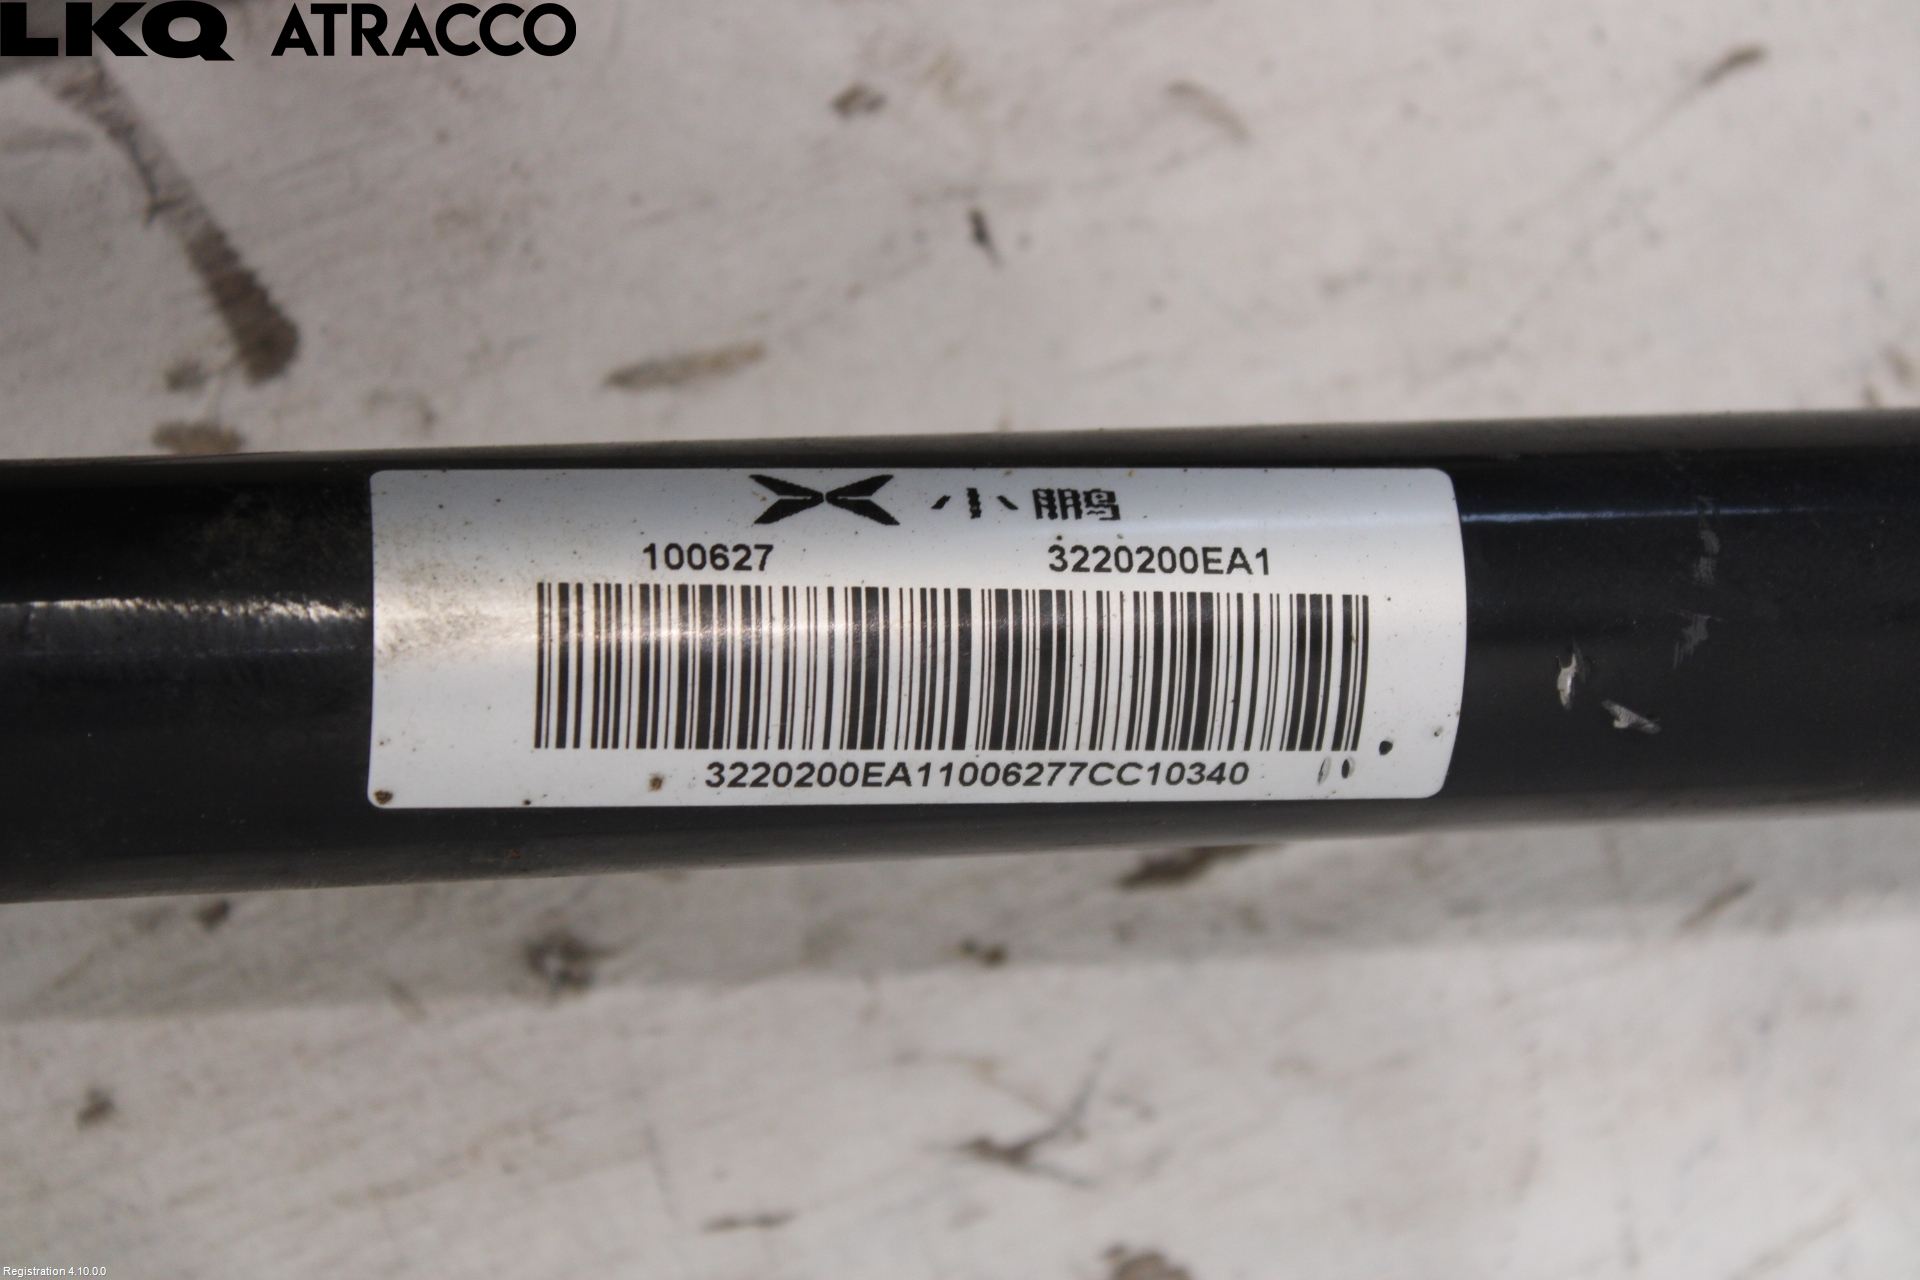 LKQ ATRACCO
小鹏
100627 3220200EA1
3220200EA11006277CC10340
Registration 4.10.0.0